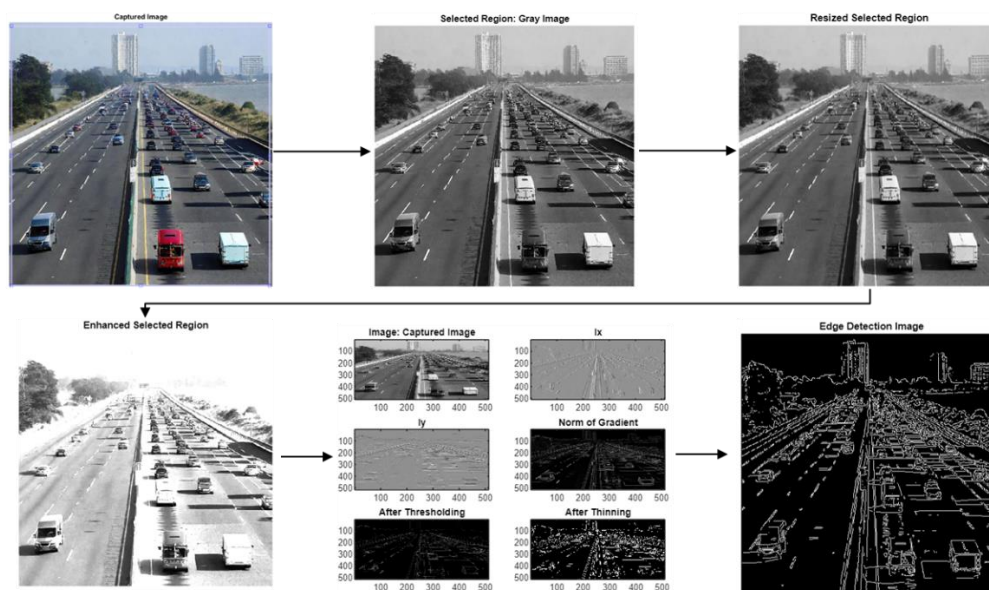 Captured Image
Selected Region: Gray Image
Resized Selected Region
Enhanced Selected Region
Image: Captured Image
100
200
300
400
500
100 200 300 400 500
Ix
100
200
300
400
500
100 200 300 400 500
Iy
100
200
300
400
500
100 200 300 400 500
Norm of Gradient
100
200
300
400
500
100 200 300 400 500
After Thresholding
100
200
300
400
500
100 200 300 400 500
After Thinning
100
200
300
400
500
100 200 300 400 500
Edge Detection Image